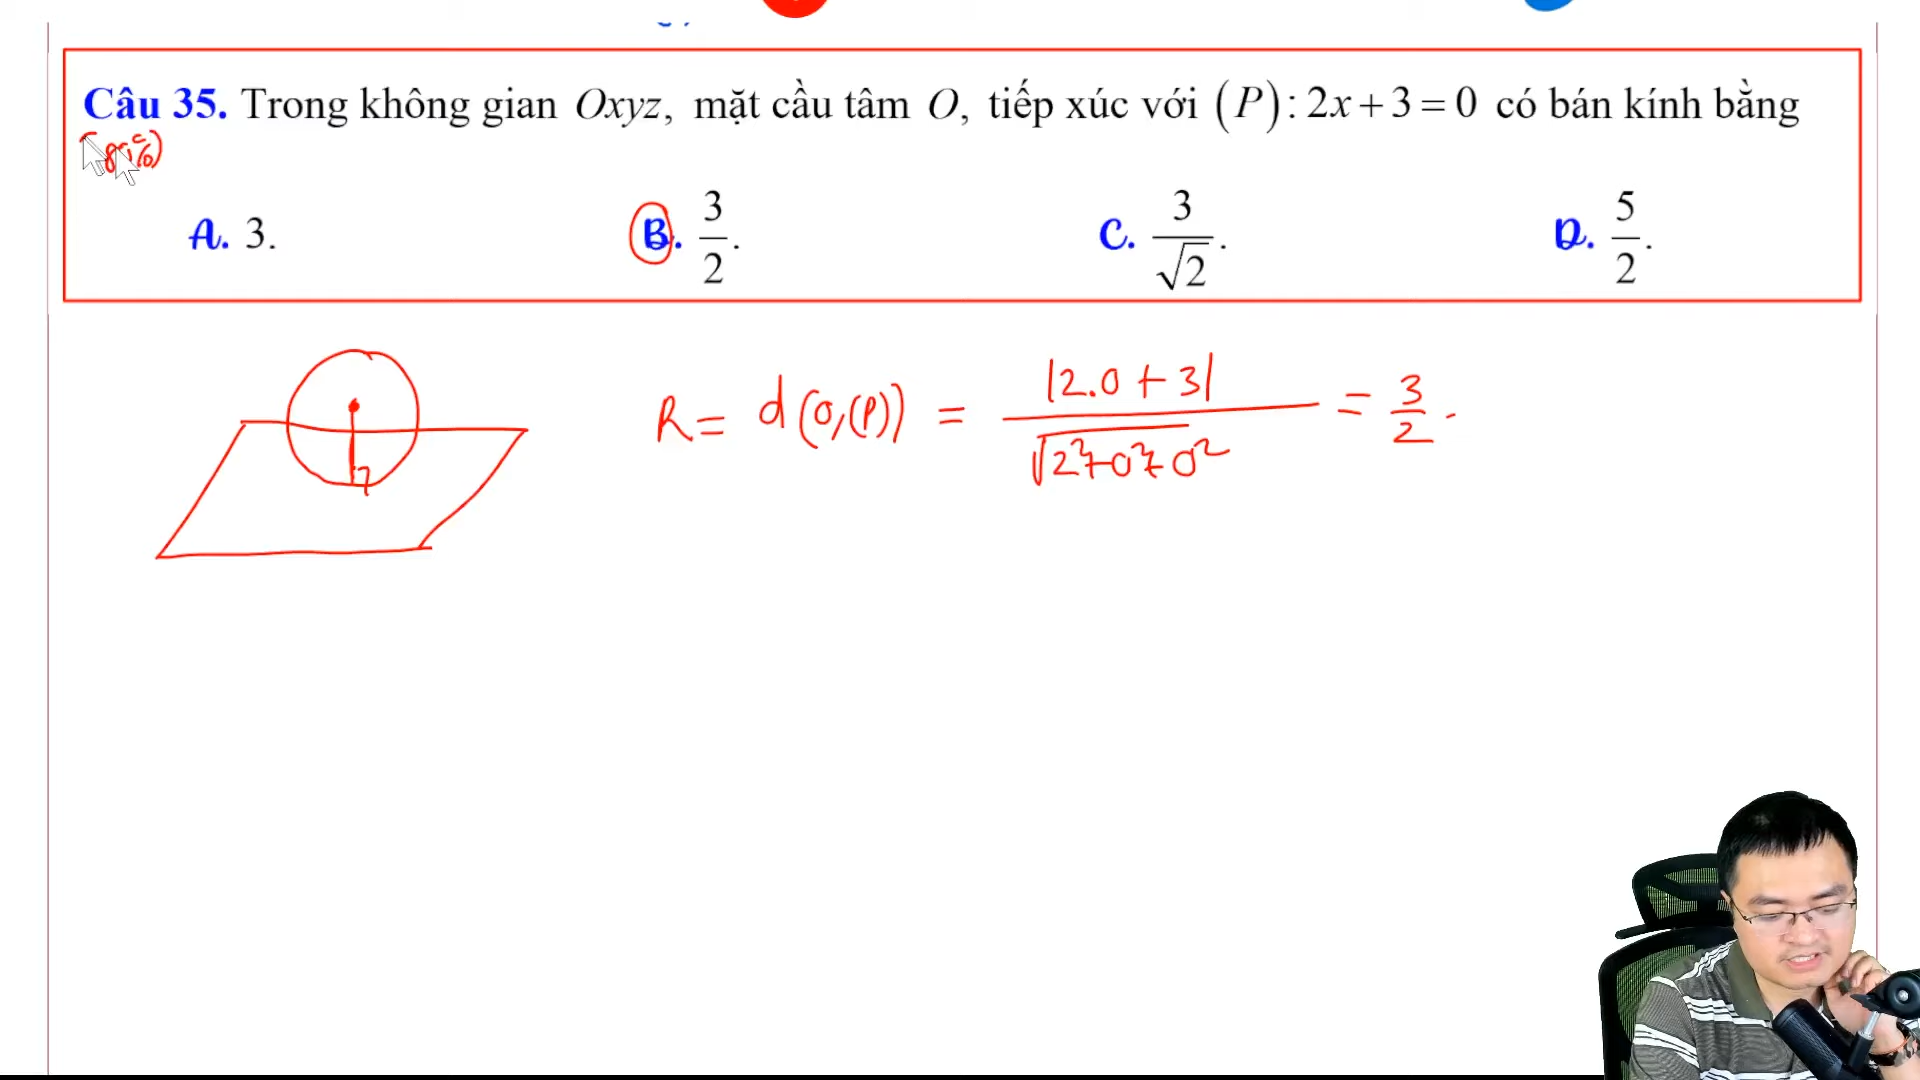 Câu 35. Trong không gian Oxyz, mặt cầu tâm O, tiếp xúc với (P): 2x + 3 = 0 có bán kính bằng
A. 3. B. 3/2. C. 3/√2. D. 5/2.
R = d(O,(P)) = |2.0 + 3| / √2²+0²+0² = 3/2.